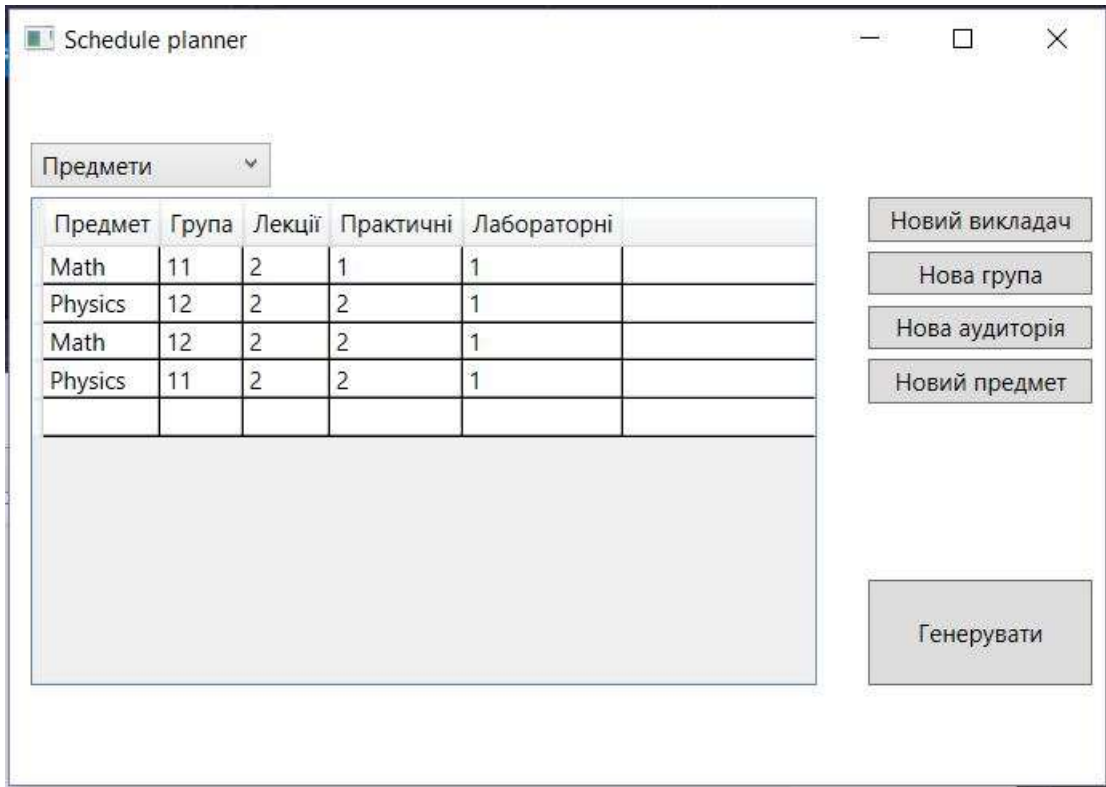 Schedule planner
Предмети
Предмет Група Лекції Практичні Лабораторні
Math 11 2 1 1
Physics 12 2 2 1
Math 12 2 2 1
Physics 11 2 2 1
Новий викладач
Нова група
Нова аудиторія
Новий предмет
Генерувати